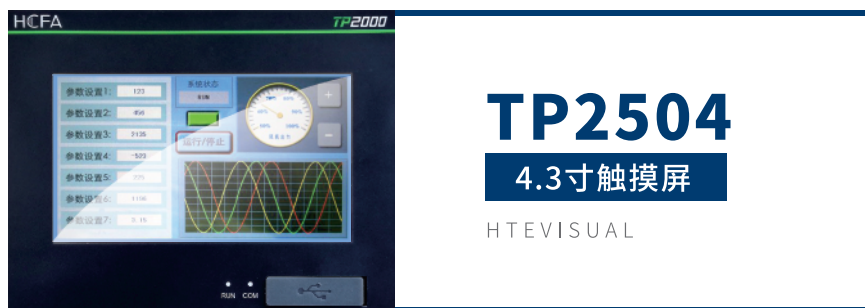 HCFA
TP2000
参数设置1: 123
参数设置2: 456
参数设置3: 2135
参数设置4: -523
参数设置5:
参数设置6:
参数设置7:
系统状态
RUN
运行/停止
+
-
RUN COM
TP2504
4.3寸触摸屏
HTEVISUAL